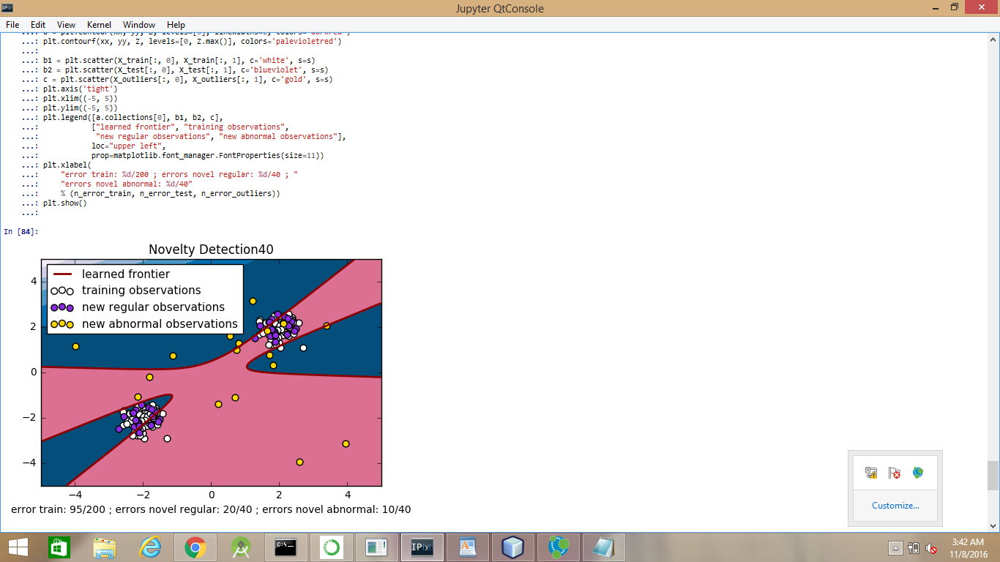 Jupyter QtConsole
File Edit View Kernel Window Help
...: plt.contourf(xx, yy, Z, levels=[0, Z.max()], colors='palevioletred')
...:
...: b1 = plt.scatter(X_train[:, 0], X_train[:, 1], c='white', s=s)
...: b2 = plt.scatter(X_test[:, 0], X_test[:, 1], c='blueviolet', s=s)
...: c = plt.scatter(X_outliers[:, 0], X_outliers[:, 1], c='gold', s=s)
...: plt.axis('tight')
...: plt.xlim((-5, 5))
...: plt.ylim((-5, 5))
...: plt.legend([a.collections[0], b1, b2, c],
...: ["learned frontier", "training observations",
...: "new regular observations", "new abnormal observations"],
...: loc="upper left",
...: prop=matplotlib.font_manager.FontProperties(size=11))
...: plt.xlabel(
...: "error train: %d/200 ; errors novel regular: %d/40 ; "
...: "errors novel abnormal: %d/40"
...: % (n_error_train, n_error_test, n_error_outliers))
...: plt.show()
...:
In [84]:
Novelty Detection40
learned frontier
training observations
new regular observations
new abnormal observations
4
2
0
−2
−4
−4 −2 0 2 4
error train: 95/200 ; errors novel regular: 20/40 ; errors novel abnormal: 10/40
Customize...
IP[y]:
3:42 AM
11/8/2016